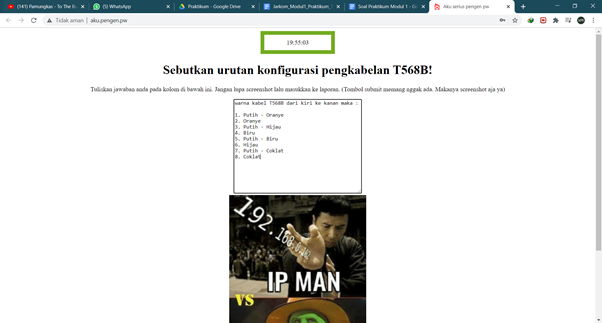 (141) Pamungkas - To The B
(5) WhatsApp
Praktikum - Google Drive
Jarkom_Modul1_Praktikum_
Soal Praktikum Modul 1 - Go
Aku serius pengen pw
Tidak aman | aku.pengen.pw
19:55:03
Sebutkan urutan konfigurasi pengkabelan T568B!
Tuliskan jawaban anda pada kolom di bawah ini. Jangan lupa screenshot lalu masukkan ke laporan. (Tombol submit memang nggak ada. Makanya screenshot aja ya)
warna kabel T568B dari kiri ke kanan maka :
1. Putih - Oranye
2. Oranye
3. Putih - Hijau
4. Biru
5. Putih - Biru
6. Hijau
7. Putih - Coklat
8. Coklat
192.168.
IP MAN
VS